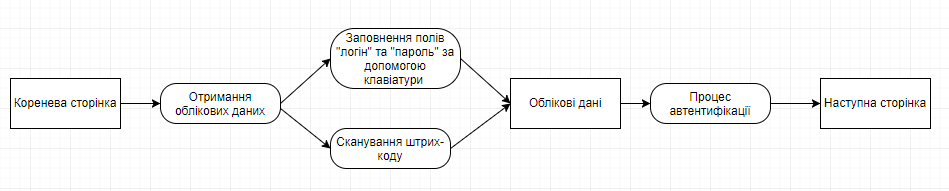 Коренева сторінка
Отримання
облікових даних
Заповнення полів
"логін" та "пароль" за
допомогою
клавіатури
Сканування штрих-
коду
Облікові дані
Процес
автентифікації
Наступна сторінка